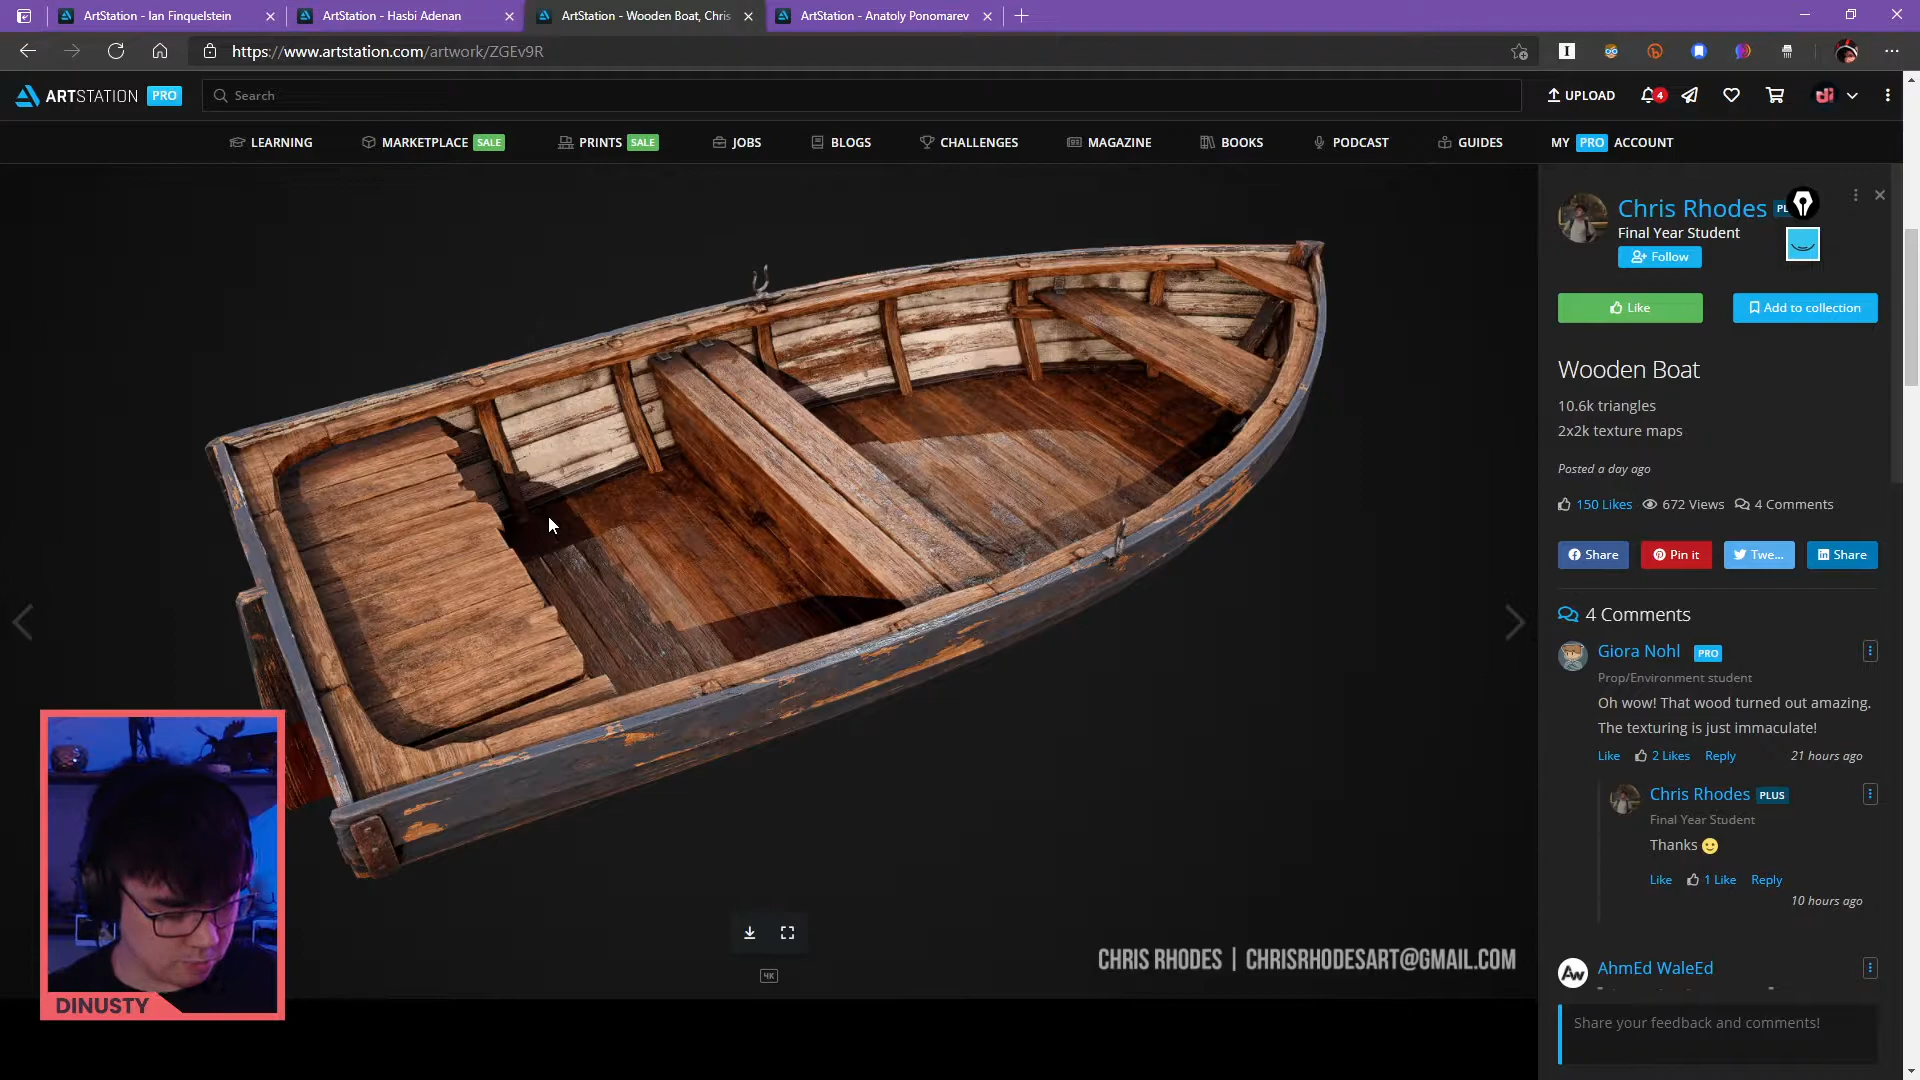 ArtStation - Ian Finquelstein
ArtStation - Hasbi Adenan
ArtStation - Wooden Boat, Chris
ArtStation - Anatoly Ponomarev
https://www.artstation.com/artwork/ZGEv9R
ARTSTATION PRO
Search
UPLOAD
4
di
LEARNING
MARKETPLACE SALE
PRINTS SALE
JOBS
BLOGS
CHALLENGES
MAGAZINE
BOOKS
PODCAST
GUIDES
MY PRO ACCOUNT
Chris Rhodes
Final Year Student
Follow
Like
Add to collection
Wooden Boat
10.6k triangles
2x2k texture maps
Posted a day ago
150 Likes 672 Views 4 Comments
Share
Pin it
Twe...
Share
4 Comments
Giora Nohl PRO
Prop/Environment student
Oh wow! That wood turned out amazing.
The texturing is just immaculate!
Like 2 Likes Reply 21 hours ago
Chris Rhodes PLUS
Final Year Student
Thanks
Like 1 Like Reply
10 hours ago
Aw AhmEd WaleEd
Share your feedback and comments!
4K
CHRIS RHODES | CHRISRHODESART@GMAIL.COM
DINUSTY